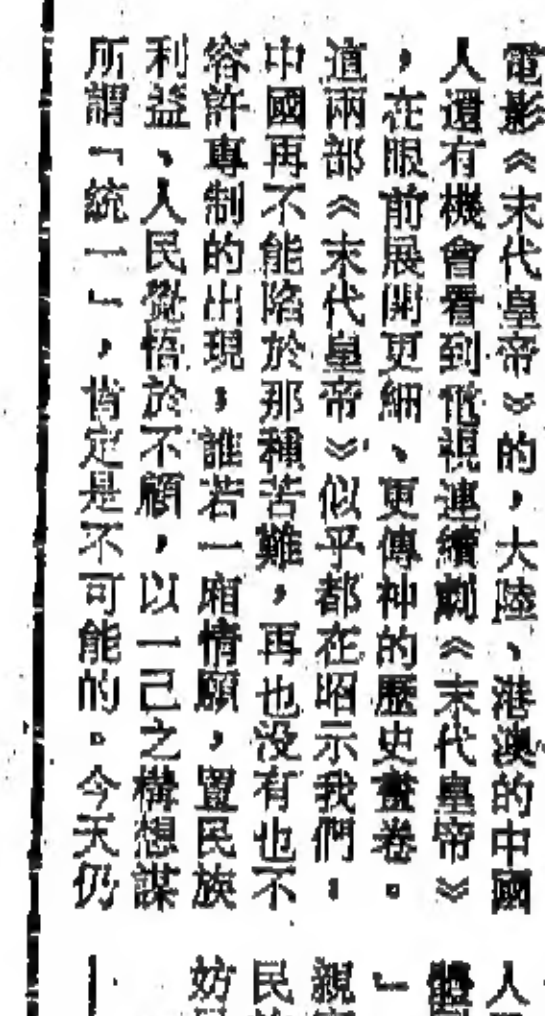 電影《末代皇帝》的，大陸、港澳的中國
人還有機會看到電視連續劇《末代皇帝》
，在眼前展開更細、更傳神的歷史畫卷。
這兩部《末代皇帝》似乎都在昭示我們，
中國再不能陷於那種苦難，再也没有也不
容許專制的出現，誰若一廂情願，置民族
利益、人民覺悟於不顧，以一己之構想謀
所謂「統一」，肯定是不可能的。今天仍
人
體
」
親
民
妨